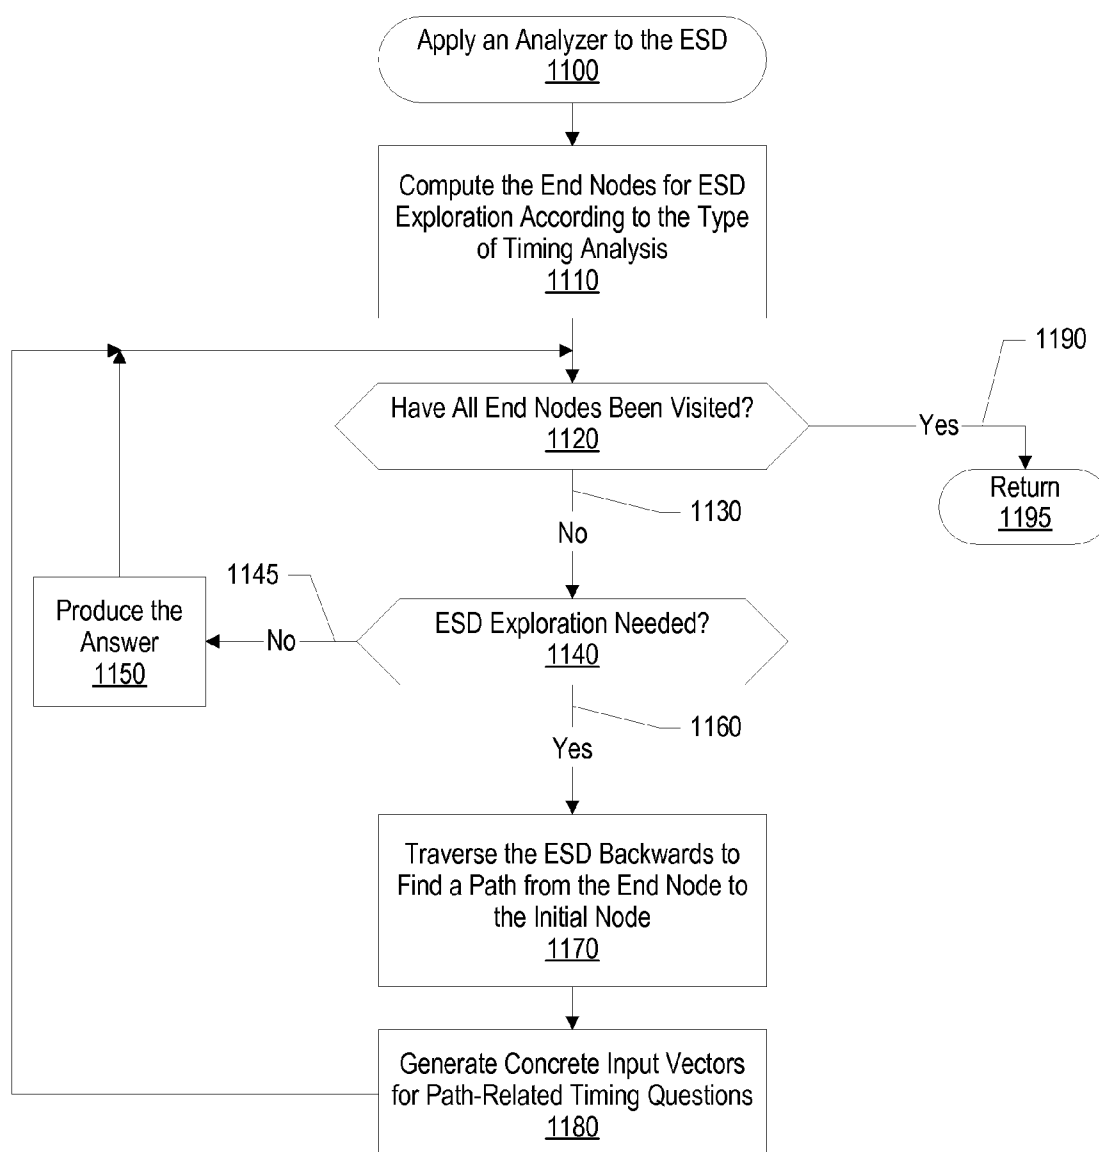 Apply an Analyzer to the ESD
1100
Compute the End Nodes for ESD
Exploration According to the Type
of Timing Analysis
1110
1190
Have All End Nodes Been Visited?
1120
Yes
Return
1195
1130
No
1145
ESD Exploration Needed?
1140
No
Produce the
Answer
1150
1160
Yes
Traverse the ESD Backwards to
Find a Path from the End Node to
the Initial Node
1170
Generate Concrete Input Vectors
for Path-Related Timing Questions
1180